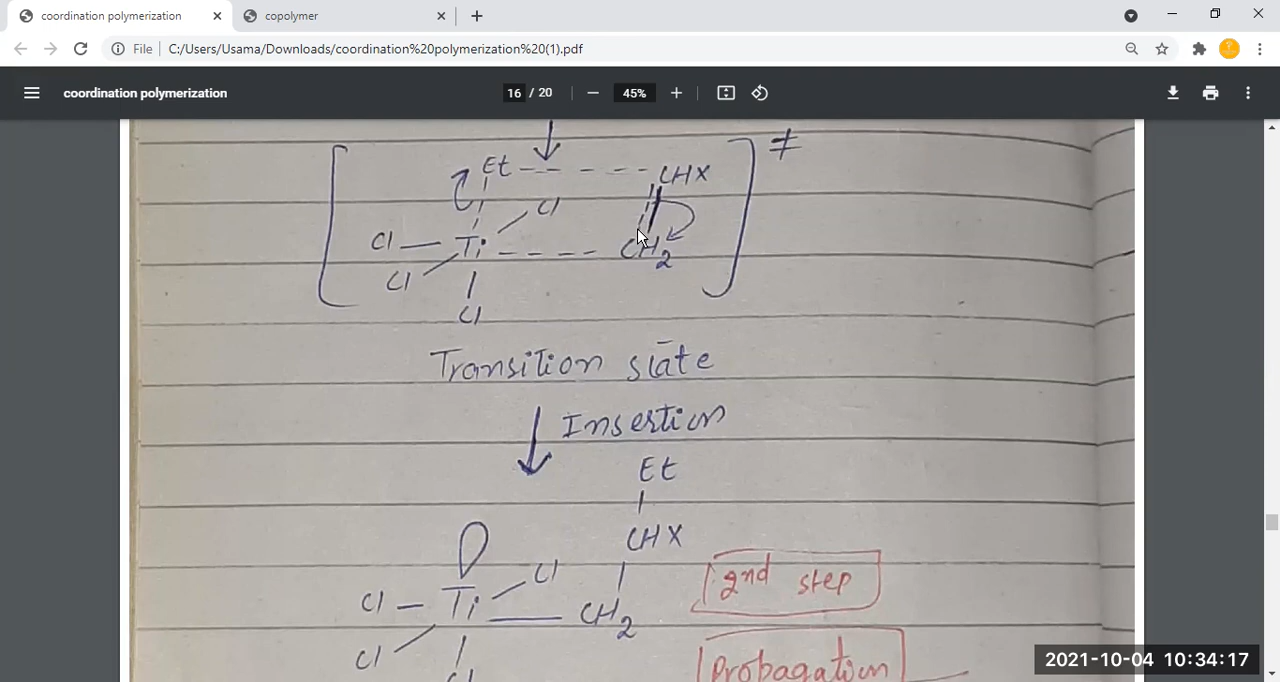 coordination polymerization
copolymer
File
C:/Users/Usama/Downloads/coordination%20polymerization%20(1).pdf
coordination polymerization
16 / 20
45%
Et CHX ≠
Cl
Cl Ti CH2
Cl
Cl
Transition state
Insertion
Et
CHX
2nd step
Cl
Cl Ti CH2
Cl
Propagation
Cl
2021-10-04 10:34:17